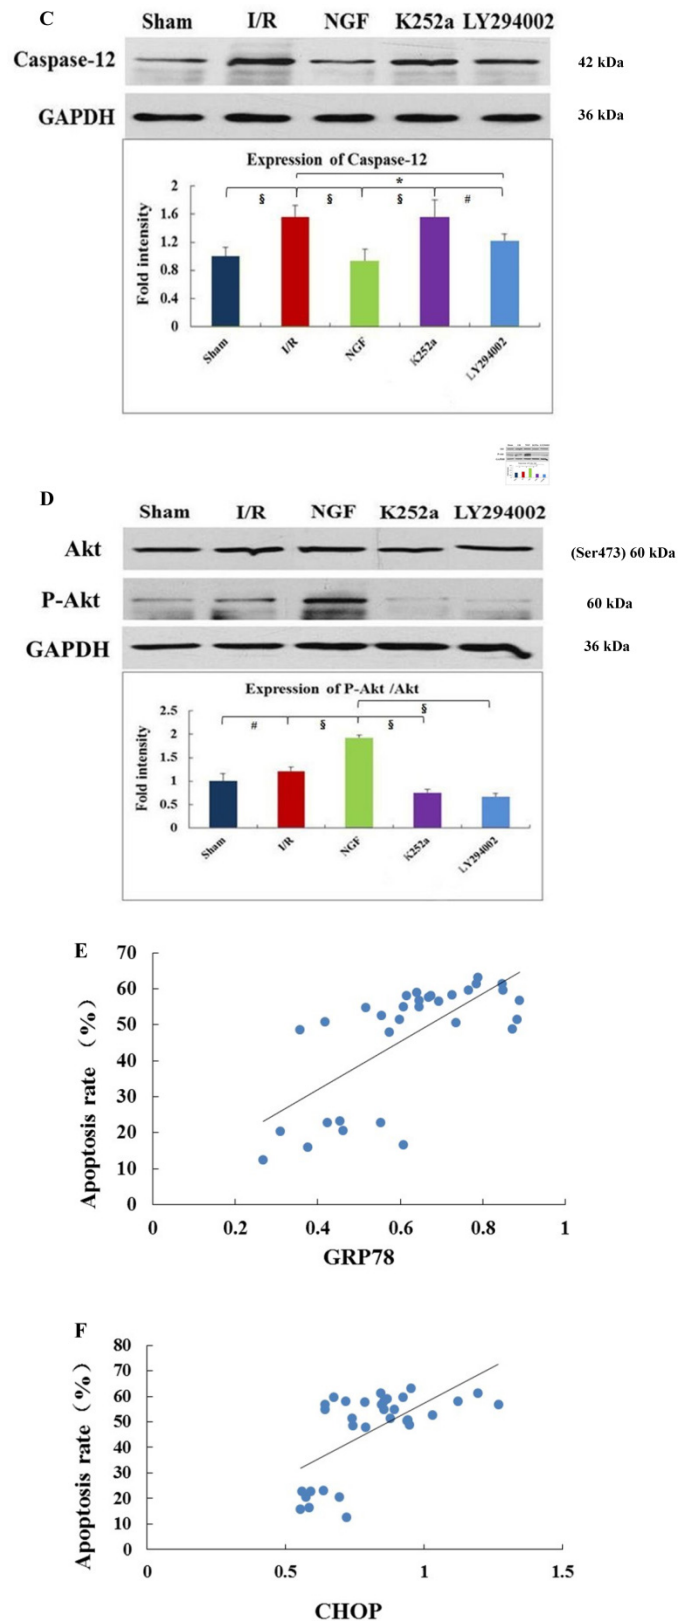 C
Sham I/R NGF K252a LY294002
Caspase-12 42 kDa
GAPDH 36 kDa
Expression of Caspase-12
*
§ § § #
Fold intensity
2
1.6
1.2
0.8
0.4
0
Sham I/R NGF K252a LY294002
D
Sham I/R NGF K252a LY294002
Akt (Ser473) 60 kDa
P-Akt 60 kDa
GAPDH 36 kDa
Expression of P-Akt /Akt
§
# § §
Fold intensity
2.5
2
1.5
1
0.5
0
Sham I/R NGF K252a LY294002
E
Apoptosis rate （%）
70
60
50
40
30
20
10
0
0 0.2 0.4 0.6 0.8 1
GRP78
F
Apoptosis rate （%）
80
70
60
50
40
30
20
10
0
0 0.5 1 1.5
CHOP